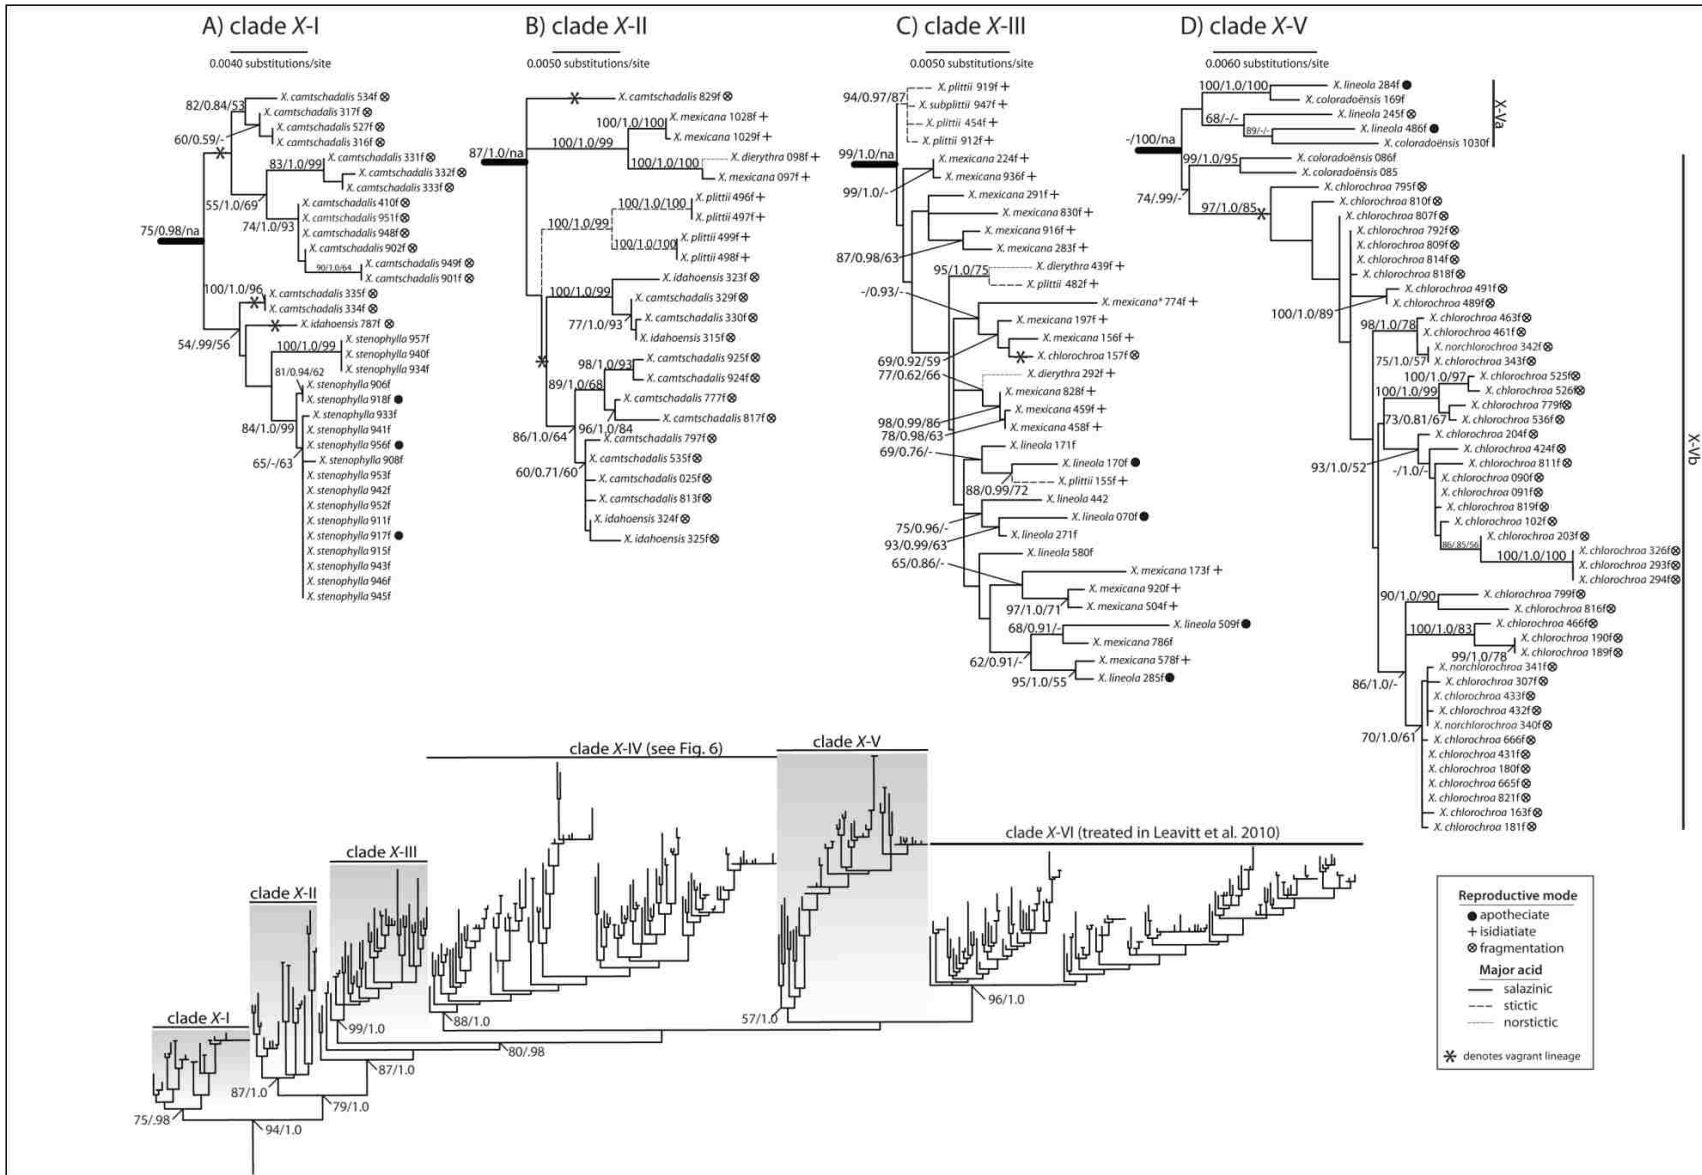 A) clade X-I
0.0040 substitutions/site
82/0.84/53
X. camtschadalis 534f
X. camtschadalis 317f
X. camtschadalis 527f
X. camtschadalis 316f
60/0.59/-
83/1.0/99
X. camtschadalis 331f
X. camtschadalis 332f
X. camtschadalis 333f
55/1.0/69
X. camtschadalis 410f
X. camtschadalis 951f
X. camtschadalis 948f
74/1.0/93
X. camtschadalis 902f
X. camtschadalis 949f
90/1.0/64
X. camtschadalis 901f
75/0.98/na
100/1.0/96
X. camtschadalis 335f
X. camtschadalis 334f
X. idahoensis 787f
54/.99/56
100/1.0/99
X. stenophylla 957f
X. stenophylla 940f
X. stenophylla 934f
81/0.94/62
X. stenophylla 906f
X. stenophylla 918f
X. stenophylla 933f
84/1.0/99
X. stenophylla 941f
X. stenophylla 956f
65/-/63
X. stenophylla 908f
X. stenophylla 953f
X. stenophylla 942f
X. stenophylla 952f
X. stenophylla 911f
X. stenophylla 917f
X. stenophylla 915f
X. stenophylla 943f
X. stenophylla 946f
X. stenophylla 945f
B) clade X-II
0.0050 substitutions/site
X. camtschadalis 829f
87/1.0/na
100/1.0/99
100/1.0/100
X. mexicana 1028f +
X. mexicana 1029f +
100/1.0/100
X. dierythra 098f +
X. mexicana 097f +
100/1.0/99
100/1.0/100
X. plittii 496f +
X. plittii 497f +
100/1.0/100
X. plittii 499f +
X. plittii 498f +
X. idahoensis 323f
100/1.0/99
X. camtschadalis 329f
X. camtschadalis 330f
77/1.0/93
X. idahoensis 315f
98/1.0/93
X. camtschadalis 925f
X. camtschadalis 924f
89/1.0/68
X. camtschadalis 777f
X. camtschadalis 817f
96/1.0/84
86/1.0/64
X. camtschadalis 797f
X. camtschadalis 535f
60/0.71/60
X. camtschadalis 025f
X. camtschadalis 813f
X. idahoensis 324f
X. idahoensis 325f
C) clade X-III
0.0050 substitutions/site
94/0.97/87
X. plittii 919f +
X. subplittii 947f +
X. plittii 454f +
X. plittii 912f +
99/1.0/na
X. mexicana 224f +
X. mexicana 936f +
99/1.0/-
X. mexicana 291f +
X. mexicana 830f +
X. mexicana 916f +
X. mexicana 283f +
87/0.98/63
95/1.0/75
X. dierythra 439f +
X. plittii 482f +
-/0.93/-
X. mexicana* 774f +
X. mexicana 197f +
X. mexicana 156f +
X. chlorochroa 157f
69/0.92/59
77/0.62/66
X. dierythra 292f +
X. mexicana 828f +
X. mexicana 459f +
98/0.99/86
X. mexicana 458f +
78/0.98/63
X. lineola 171f
69/0.76/-
X. lineola 170f
X. plittii 155f +
88/0.99/72
X. lineola 442
X. lineola 070f
75/0.96/-
X. lineola 271f
93/0.99/63
X. lineola 580f
65/0.86/-
X. mexicana 173f +
X. mexicana 920f +
X. mexicana 504f +
97/1.0/71
68/0.91/-
X. lineola 509f
X. mexicana 786f
62/0.91/-
X. mexicana 578f +
X. lineola 285f
95/1.0/55
D) clade X-V
0.0060 substitutions/site
100/1.0/100
X. lineola 284f
X. coloradoënsis 169f
68/-/-
X. lineola 245f
89/-/-
X. lineola 486f
X. coloradoënsis 1030f
X-Va
-/100/na
99/1.0/95
X. coloradoënsis 086f
X. coloradoënsis 085
74/.99/-
X. chlorochroa 795f
97/1.0/85
X. chlorochroa 810f
X. chlorochroa 807f
X. chlorochroa 792f
X. chlorochroa 809f
X. chlorochroa 814f
X. chlorochroa 818f
X. chlorochroa 491f
X. chlorochroa 489f
100/1.0/89
X. chlorochroa 463f
98/1.0/78
X. chlorochroa 461f
X. norchlorochroa 342f
75/1.0/57
X. chlorochroa 343f
100/1.0/97
X. chlorochroa 525f
X. chlorochroa 526f
100/1.0/99
X. chlorochroa 779f
73/0.81/67
X. chlorochroa 536f
X. chlorochroa 204f
X. chlorochroa 424f
93/1.0/52
-/1.0/-
X. chlorochroa 811f
X. chlorochroa 090f
X. chlorochroa 091f
X. chlorochroa 819f
X. chlorochroa 102f
X. chlorochroa 203f
86/.85/56
100/1.0/100
X. chlorochroa 326f
X. chlorochroa 293f
X. chlorochroa 294f
X-Vb
90/1.0/90
X. chlorochroa 799f
X. chlorochroa 816f
100/1.0/83
X. chlorochroa 466f
X. chlorochroa 190f
99/1.0/78
X. chlorochroa 189f
X. norchlorochroa 341f
86/1.0/-
X. chlorochroa 307f
X. chlorochroa 433f
X. chlorochroa 432f
X. norchlorochroa 340f
70/1.0/61
X. chlorochroa 666f
X. chlorochroa 431f
X. chlorochroa 180f
X. chlorochroa 665f
X. chlorochroa 821f
X. chlorochroa 163f
X. chlorochroa 181f
clade X-IV (see Fig. 6)
clade X-V
clade X-VI (treated in Leavitt et al. 2010)
clade X-III
clade X-II
clade X-I
96/1.0
57/1.0
88/1.0
99/1.0
80/.98
87/1.0
87/1.0
79/1.0
75/.98
94/1.0
Reproductive mode
apotheciate
+ isidiatiate
fragmentation
Major acid
salazinic
stictic
norstictic
denotes vagrant lineage